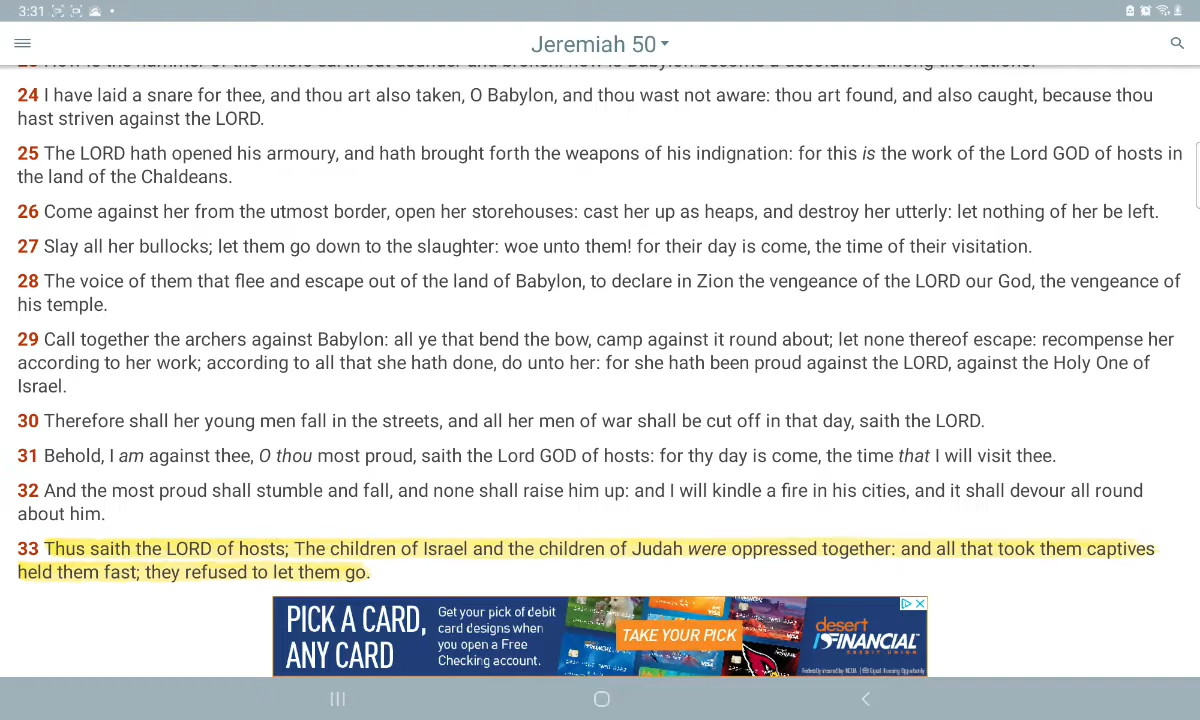 3:31
Jeremiah 50
24 I have laid a snare for thee, and thou art also taken, O Babylon, and thou wast not aware: thou art found, and also caught, because thou
hast striven against the LORD.
25 The LORD hath opened his armoury, and hath brought forth the weapons of his indignation: for this is the work of the Lord GOD of hosts in
the land of the Chaldeans.
26 Come against her from the utmost border, open her storehouses: cast her up as heaps, and destroy her utterly: let nothing of her be left.
27 Slay all her bullocks; let them go down to the slaughter: woe unto them! for their day is come, the time of their visitation.
28 The voice of them that flee and escape out of the land of Babylon, to declare in Zion the vengeance of the LORD our God, the vengeance of
his temple.
29 Call together the archers against Babylon: all ye that bend the bow, camp against it round about; let none thereof escape: recompense her
according to her work; according to all that she hath done, do unto her: for she hath been proud against the LORD, against the Holy One of
Israel.
30 Therefore shall her young men fall in the streets, and all her men of war shall be cut off in that day, saith the LORD.
31 Behold, I am against thee, O thou most proud, saith the Lord GOD of hosts: for thy day is come, the time that I will visit thee.
32 And the most proud shall stumble and fall, and none shall raise him up: and I will kindle a fire in his cities, and it shall devour all round
about him.
33 Thus saith the LORD of hosts; The children of Israel and the children of Judah were oppressed together: and all that took them captives
held them fast; they refused to let them go.
PICK A CARD,
ANY CARD
Get your pick of debit
card designs when
you open a Free
Checking account.
TAKE YOUR PICK
desert
FINANCIAL
CREDIT UNION
Federally insured by NCUA | Equal Housing Opportunity